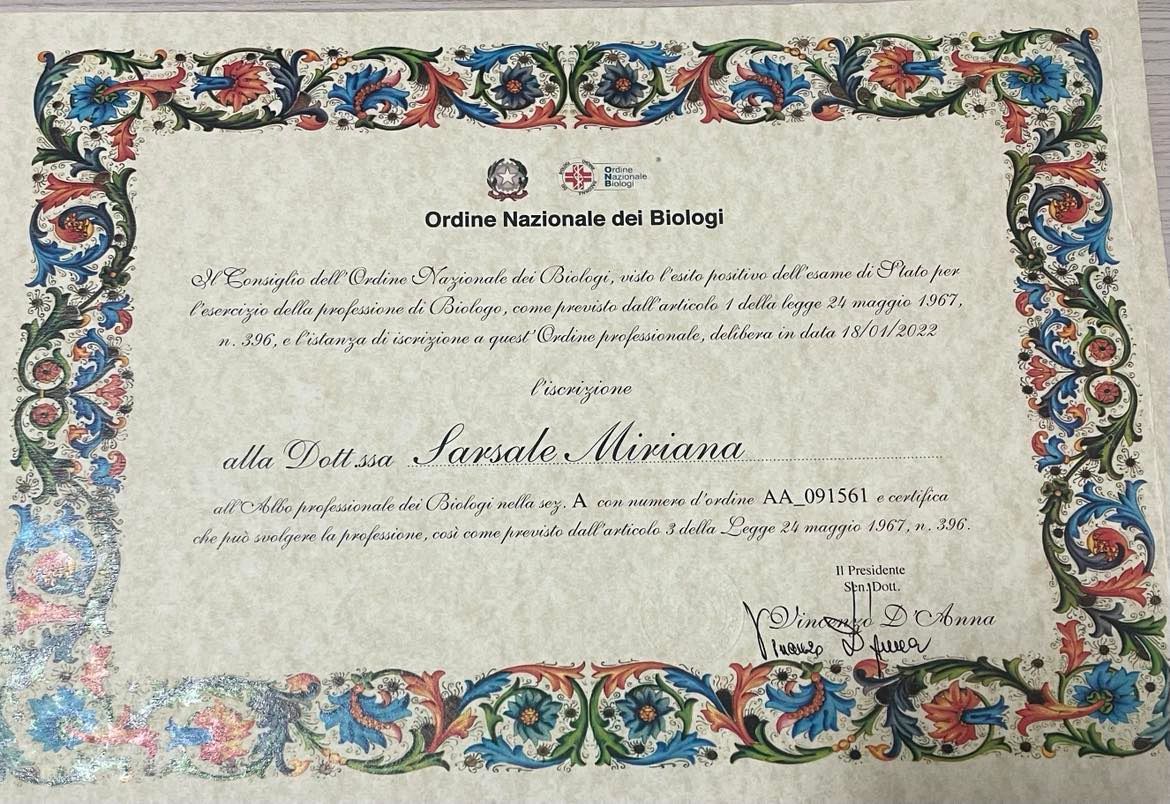 Ordine
Nazionale
Biologi
Ordine Nazionale dei Biologi
Il Consiglio dell'Ordine Nazionale dei Biologi, visto l'esito positivo dell'esame di Stato per
l'esercizio della professione di Biologo, come previsto dall'articolo 1 della legge 24 maggio 1967,
n. 396, e l'istanza di iscrizione a quest'Ordine professionale, delibera in data 18/01/2022
l'iscrizione
alla Dott.ssa Sarsale Miriana
all'Albo professionale dei Biologi nella sez. A con numero d'ordine AA_091561 e certifica
che può svolgere la professione, così come previsto dall'articolo 3 della Legge 24 maggio 1967, n. 396.
Il Presidente
Sen. Dott.
Vincenzo D'Anna
Vincenzo D'Anna